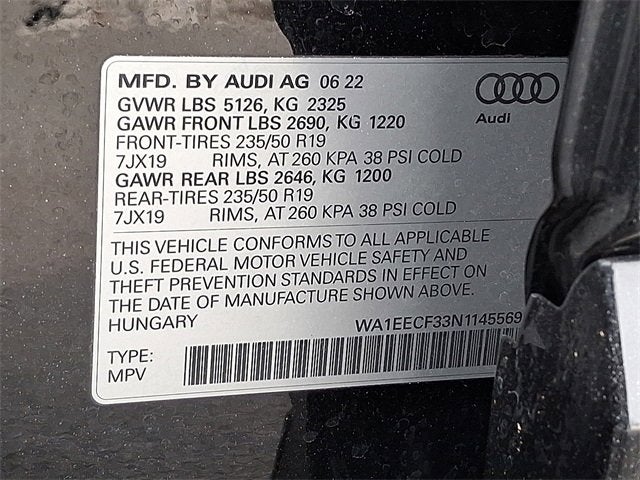 MFD. BY AUDI AG 06 22
GVWR LBS 5126, KG 2325
GAWR FRONT LBS 2690, KG 1220
FRONT-TIRES 235/50 R19
7JX19 RIMS, AT 260 KPA 38 PSI COLD
GAWR REAR LBS 2646, KG 1200
REAR-TIRES 235/50 R19
7JX19 RIMS, AT 260 KPA 38 PSI COLD
Audi
THIS VEHICLE CONFORMS TO ALL APPLICABLE
U.S. FEDERAL MOTOR VEHICLE SAFETY AND
THEFT PREVENTION STANDARDS IN EFFECT ON
THE DATE OF MANUFACTURE SHOWN ABOVE.
HUNGARY WA1EECF33N1145569
TYPE:
MPV